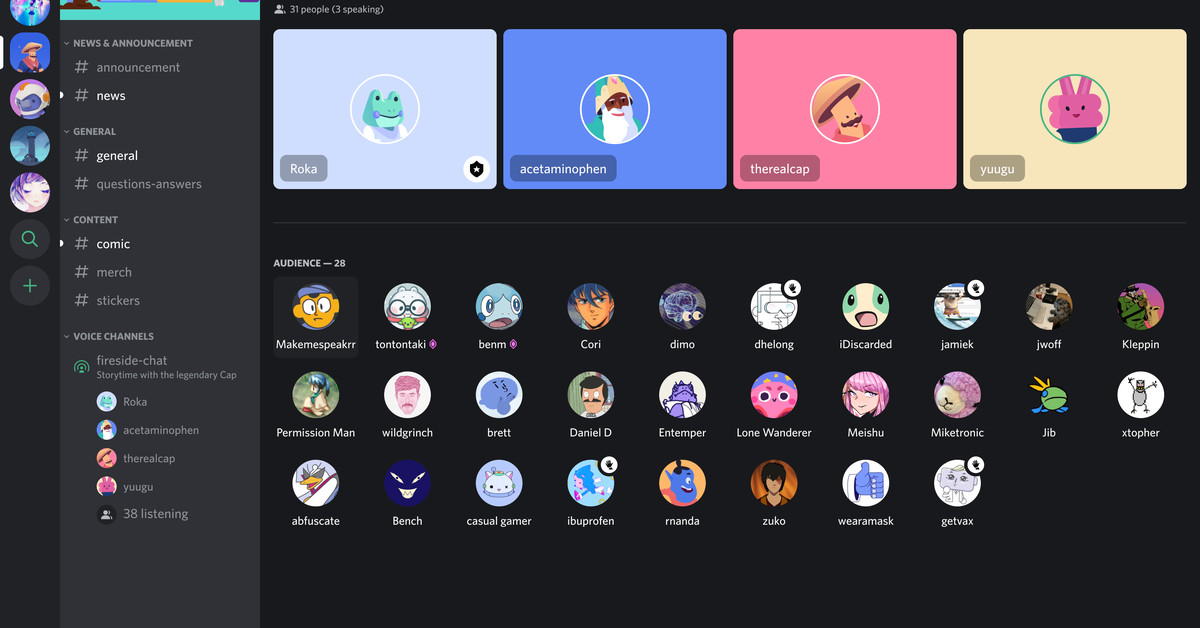 NEWS & ANNOUNCEMENT
# announcement
# news
GENERAL
# general
# questions-answers
CONTENT
# comic
# merch
# stickers
VOICE CHANNELS
fireside-chat
Storytime with the legendary Cap
Roka
acetaminophen
therealcap
yuugu
38 listening
31 people (3 speaking)
Roka
acetaminophen
therealcap
yuugu
AUDIENCE — 28
Makemespeakrr
tontontaki
benm
Cori
dimo
dhelong
iDiscarded
jamiek
jwoff
Kleppin
Permission Man
wildgrinch
brett
Daniel D
Entemper
Lone Wanderer
Meishu
Miketronic
Jib
xtopher
abfuscate
Bench
casual gamer
ibuprofen
rnanda
zuko
wearamask
getvax